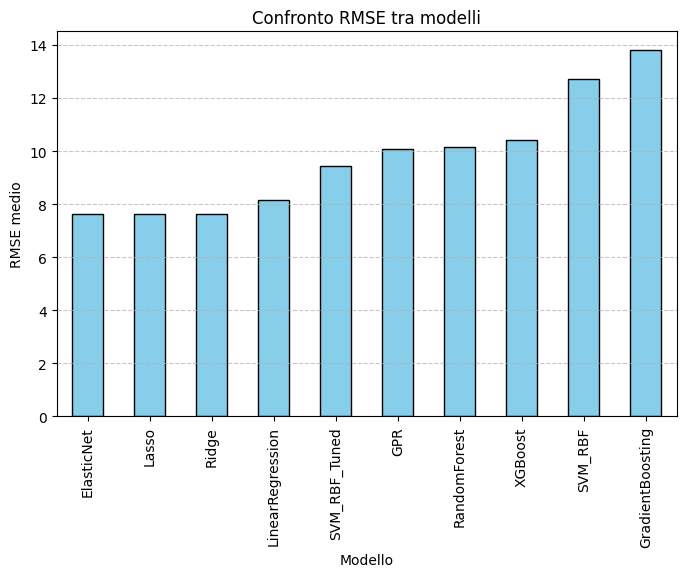 Confronto RMSE tra modelli
RMSE medio
14
12
10
8
6
4
2
0
ElasticNet
Lasso
Ridge
LinearRegression
SVM_RBF_Tuned
GPR
RandomForest
XGBoost
SVM_RBF
GradientBoosting
Modello